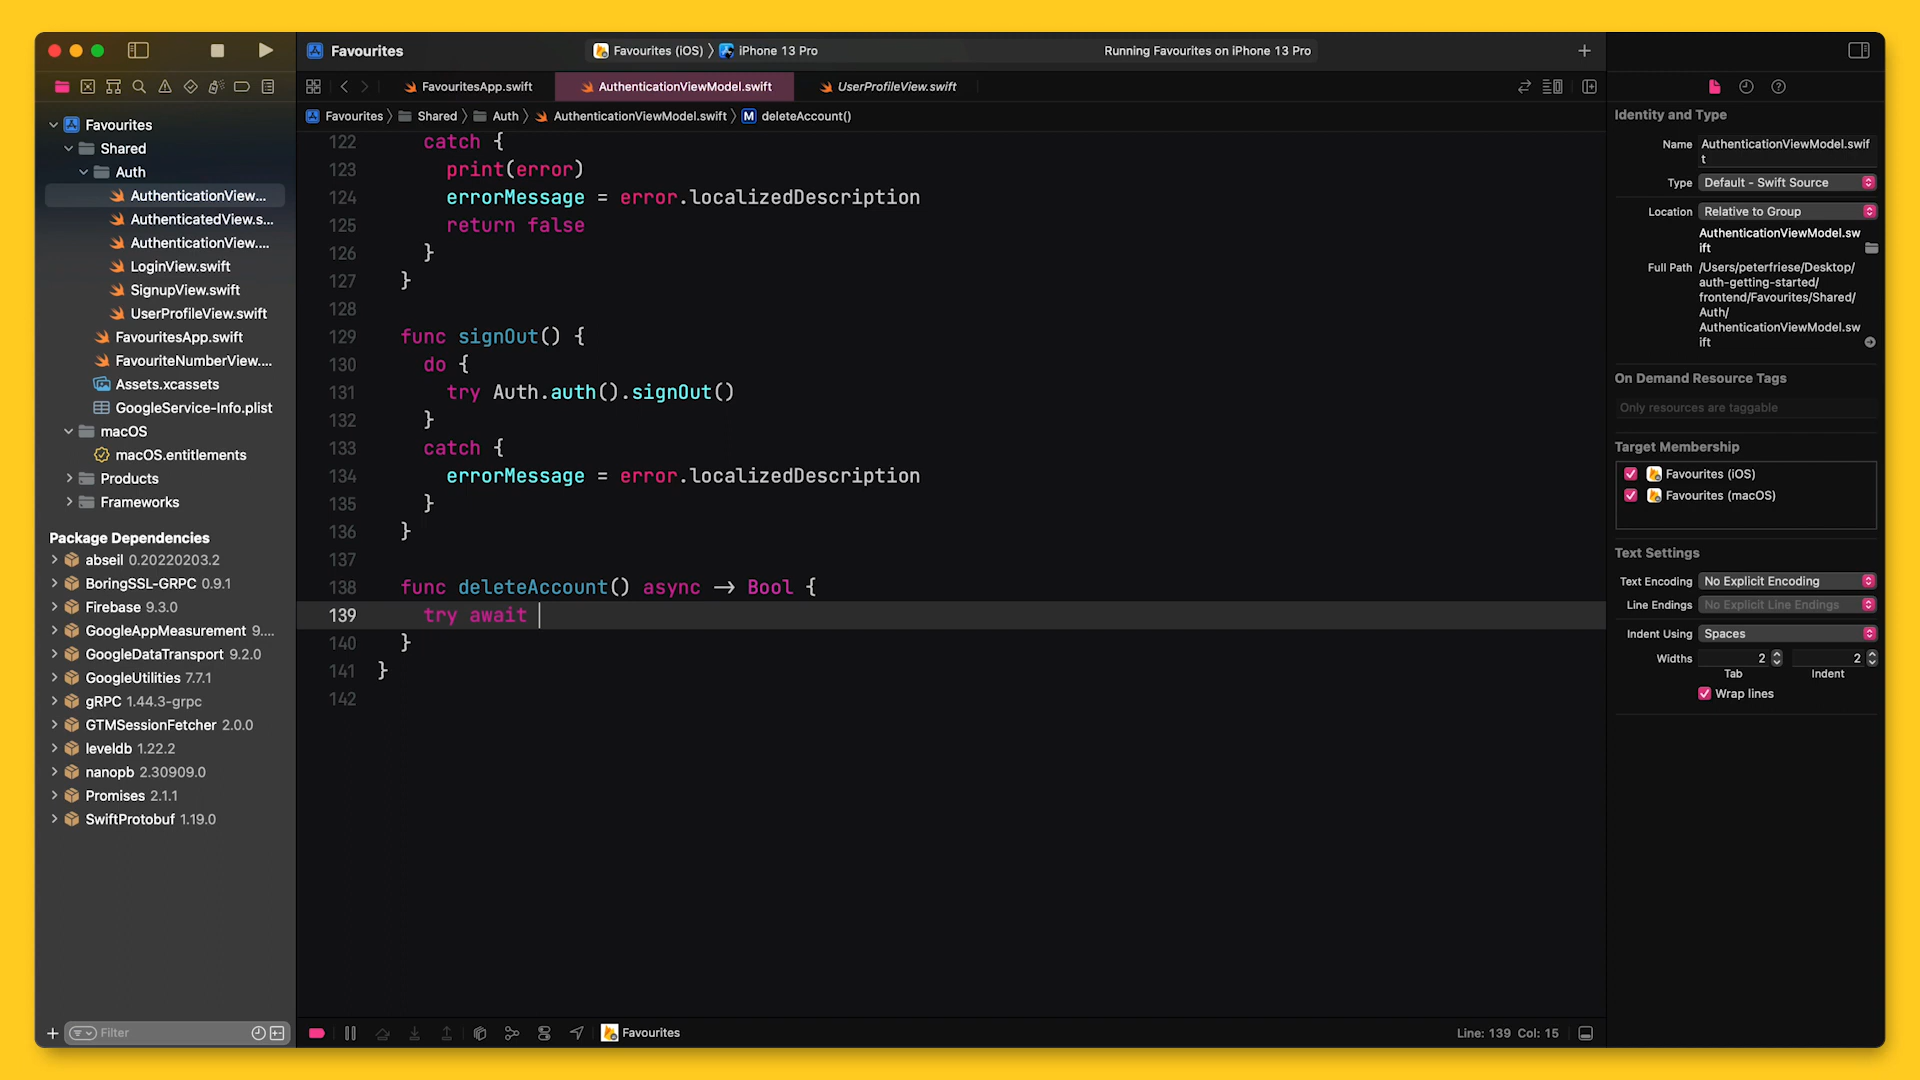 Favourites
Favourites (iOS) 〉 iPhone 13 Pro
Running Favourites on iPhone 13 Pro
FavouritesApp.swift
AuthenticationViewModel.swift
UserProfileView.swift
Favourites 〉 Shared 〉 Auth 〉 AuthenticationViewModel.swift 〉 M deleteAccount()
Favourites
Shared
Auth
AuthenticationView...
AuthenticatedView.s...
AuthenticationView....
LoginView.swift
SignupView.swift
UserProfileView.swift
FavouritesApp.swift
FavouriteNumberView....
Assets.xcassets
GoogleService-Info.plist
macOS
macOS.entitlements
Products
Frameworks
Package Dependencies
abseil 0.20220203.2
BoringSSL-GRPC 0.9.1
Firebase 9.3.0
GoogleAppMeasurement 9....
GoogleDataTransport 9.2.0
GoogleUtilities 7.7.1
gRPC 1.44.3-grpc
GTMSessionFetcher 2.0.0
leveldb 1.22.2
nanopb 2.30909.0
Promises 2.1.1
SwiftProtobuf 1.19.0
Filter
122 catch {
123 print(error)
124 errorMessage = error.localizedDescription
125 return false
126 }
127 }
128
129 func signOut() {
130 do {
131 try Auth.auth().signOut()
132 }
133 catch {
134 errorMessage = error.localizedDescription
135 }
136 }
137
138 func deleteAccount() async → Bool {
139 try await
140 }
141 }
142
Favourites
Line: 139 Col: 15
Identity and Type
Name AuthenticationViewModel.swif
t
Type Default - Swift Source
Location Relative to Group
AuthenticationViewModel.sw
ift
Full Path /Users/peterfriese/Desktop/
auth-getting-started/
frontend/Favourites/Shared/
Auth/
AuthenticationViewModel.sw
ift
On Demand Resource Tags
Only resources are taggable
Target Membership
Favourites (iOS)
Favourites (macOS)
Text Settings
Text Encoding No Explicit Encoding
Line Endings No Explicit Line Endings
Indent Using Spaces
Widths 2 2
Tab Indent
Wrap lines